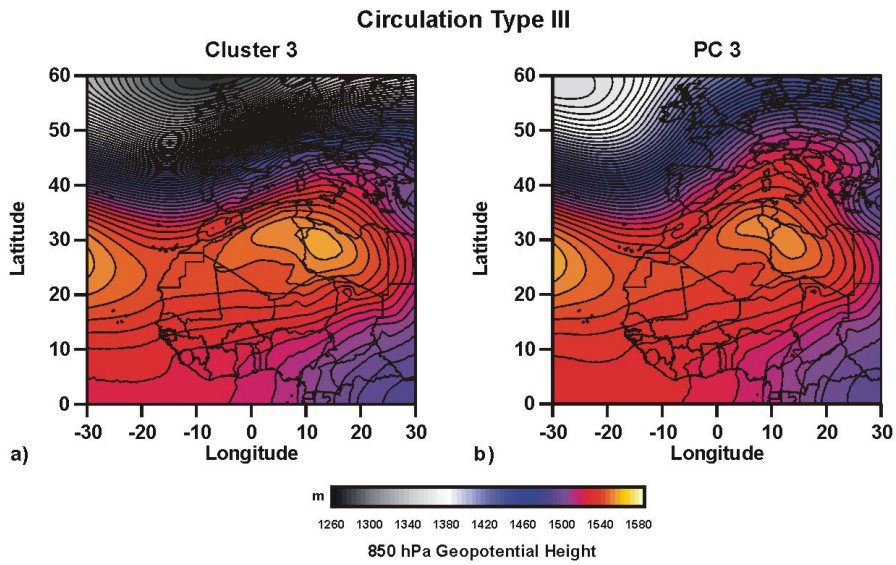 Circulation Type III
Cluster 3
PC 3
60
50
40
30
20
10
0
Latitude
-30 -20 -10 0 10 20 30
Longitude
a)
60
50
40
30
20
10
0
Latitude
-30 -20 -10 0 10 20 30
Longitude
b)
m
1260 1300 1340 1380 1420 1460 1500 1540 1580
850 hPa Geopotential Height